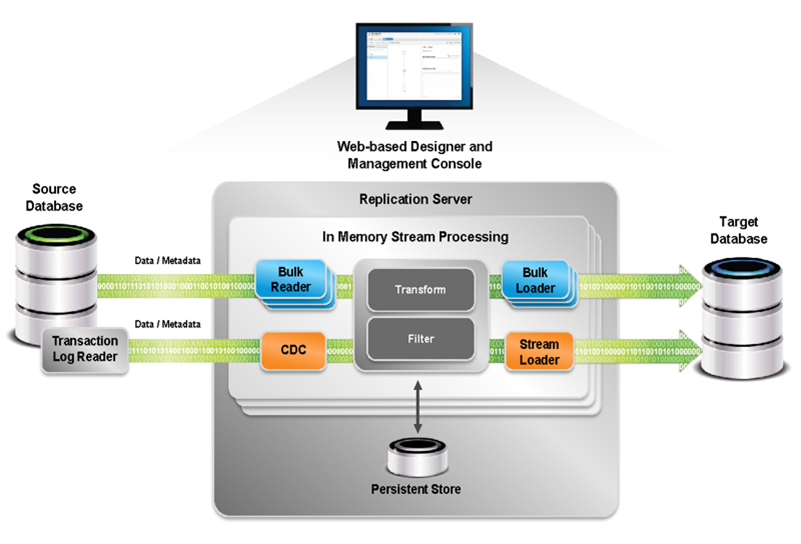 Web-based Designer and
Management Console
Source
Database
Replication Server
Target
Database
In Memory Stream Processing
Data / Metadata
Bulk
Reader
Transform
Bulk
Loader
Data / Metadata
Transaction
Log Reader
CDC
Filter
Stream
Loader
Persistent Store